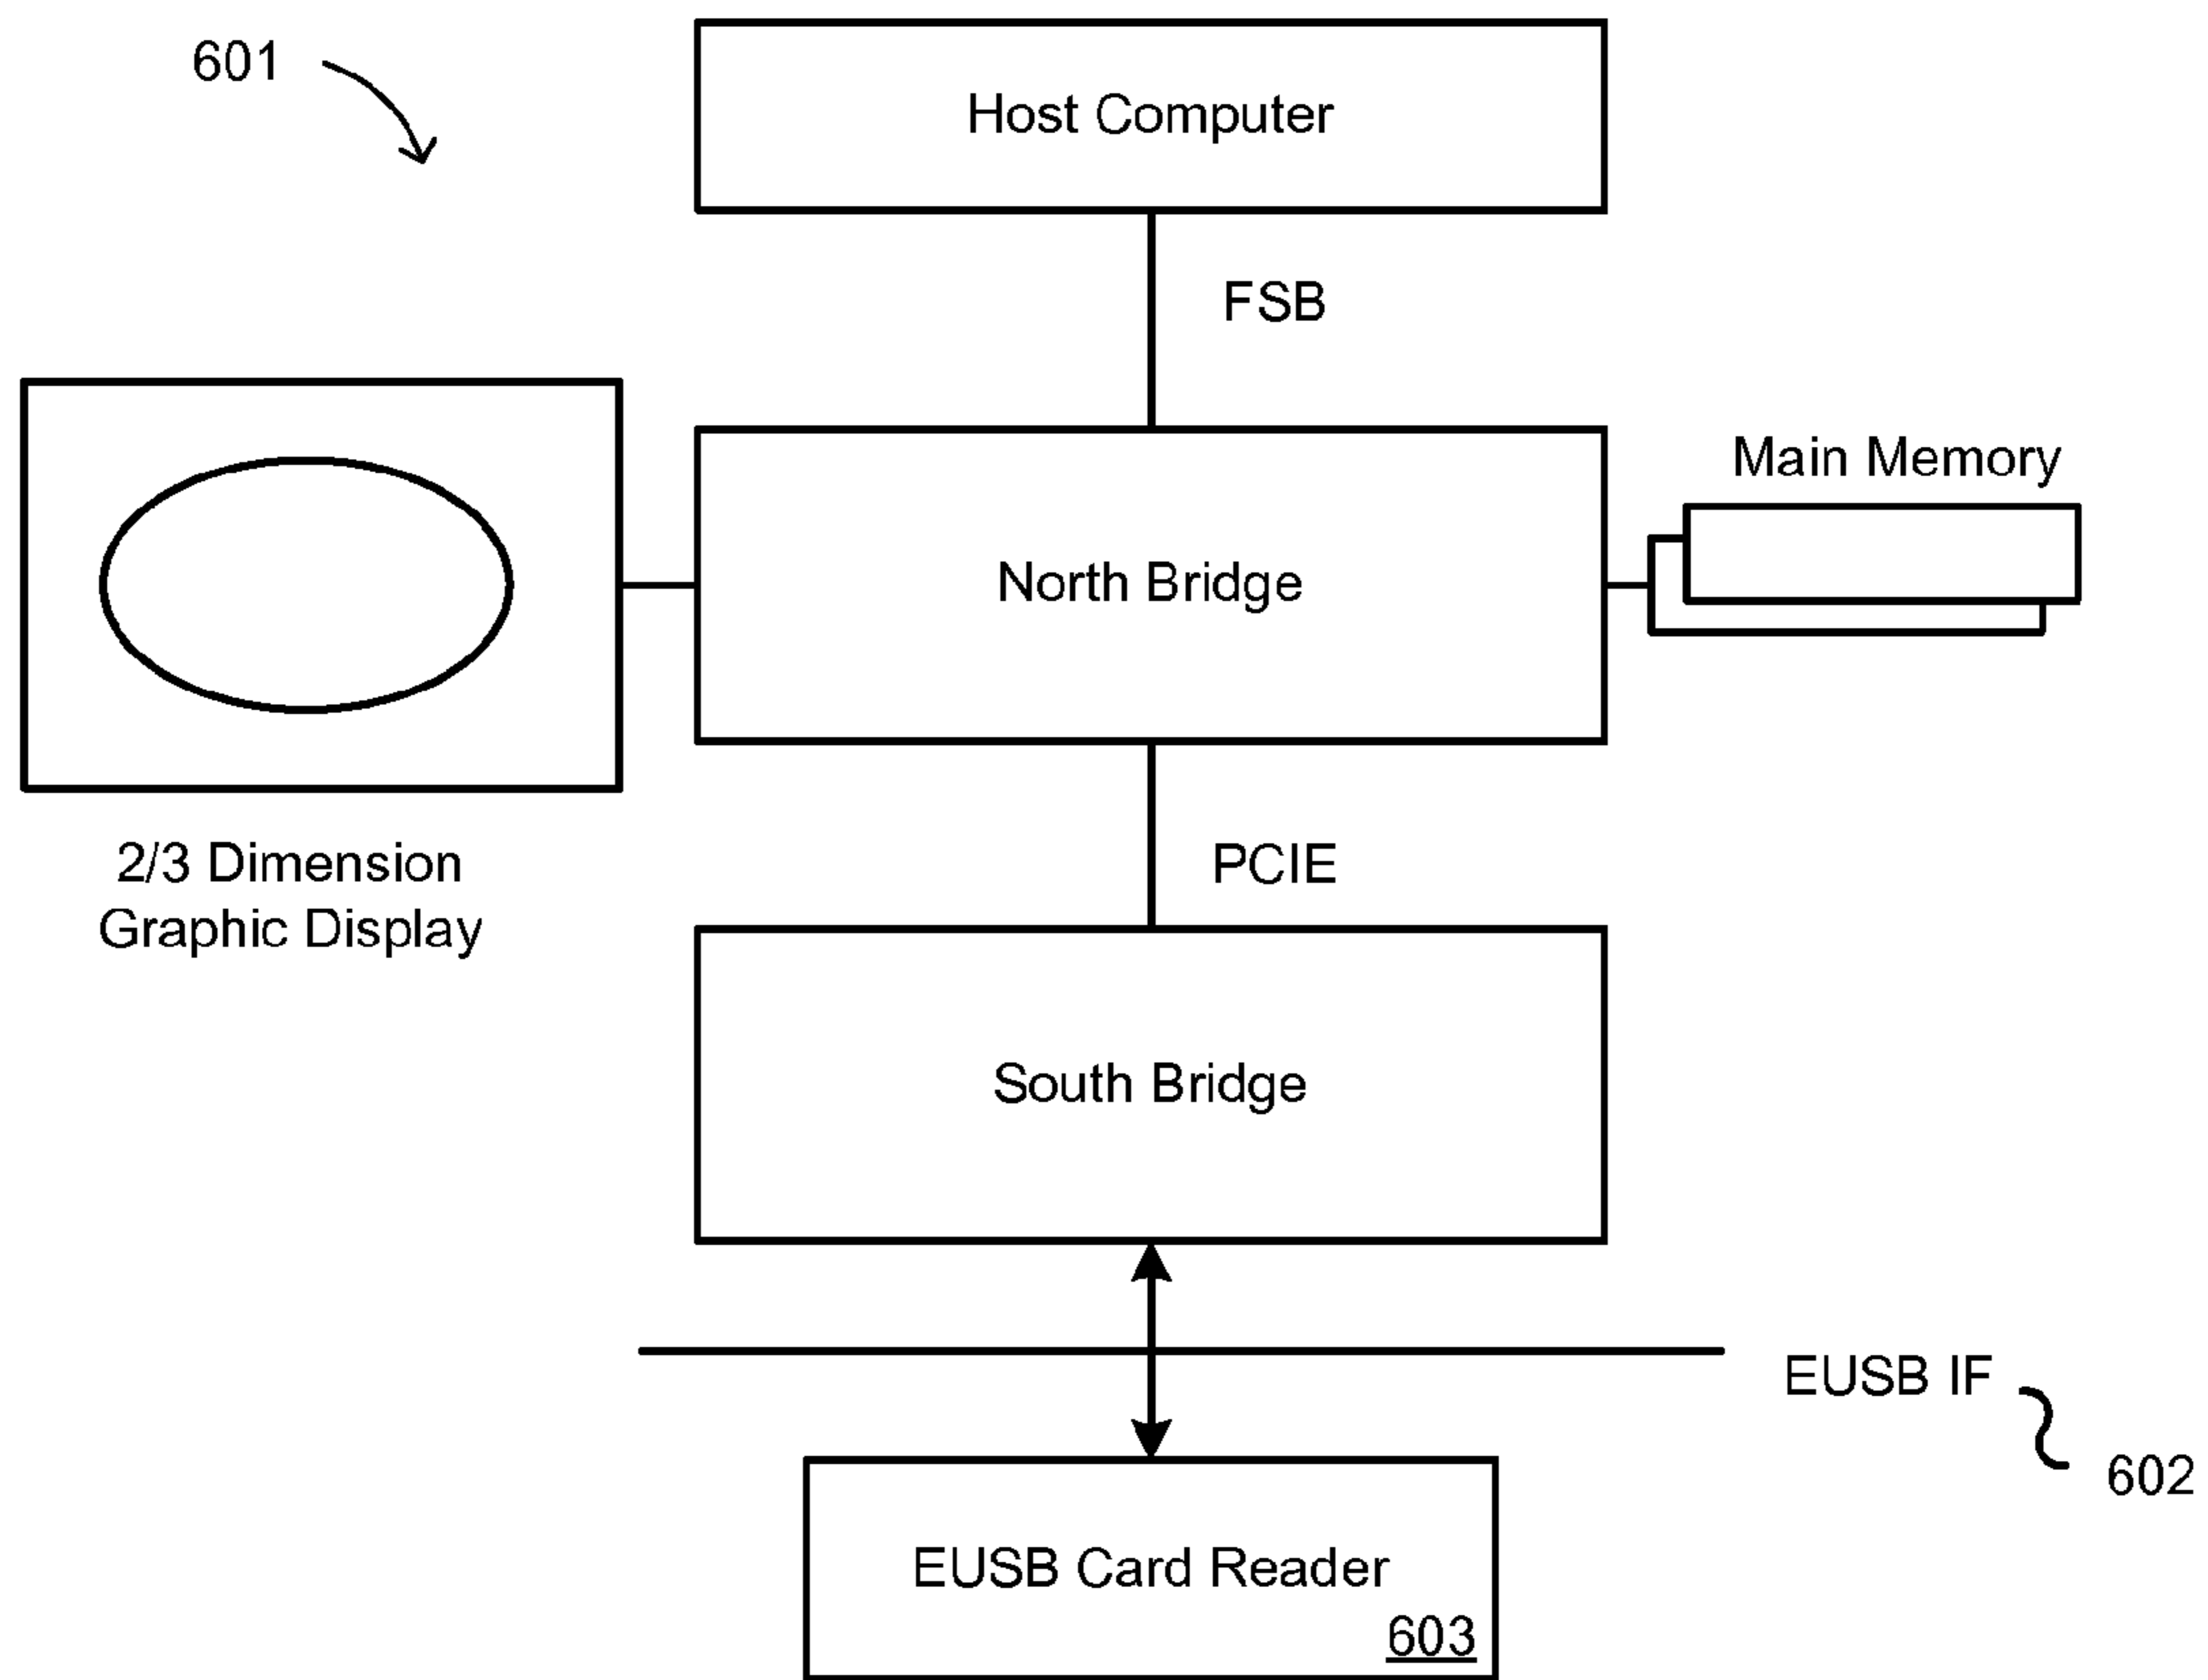 601
Host Computer
FSB
Main Memory
North Bridge
2/3 Dimension
Graphic Display
PCIE
South Bridge
EUSB IF
602
EUSB Card Reader
603